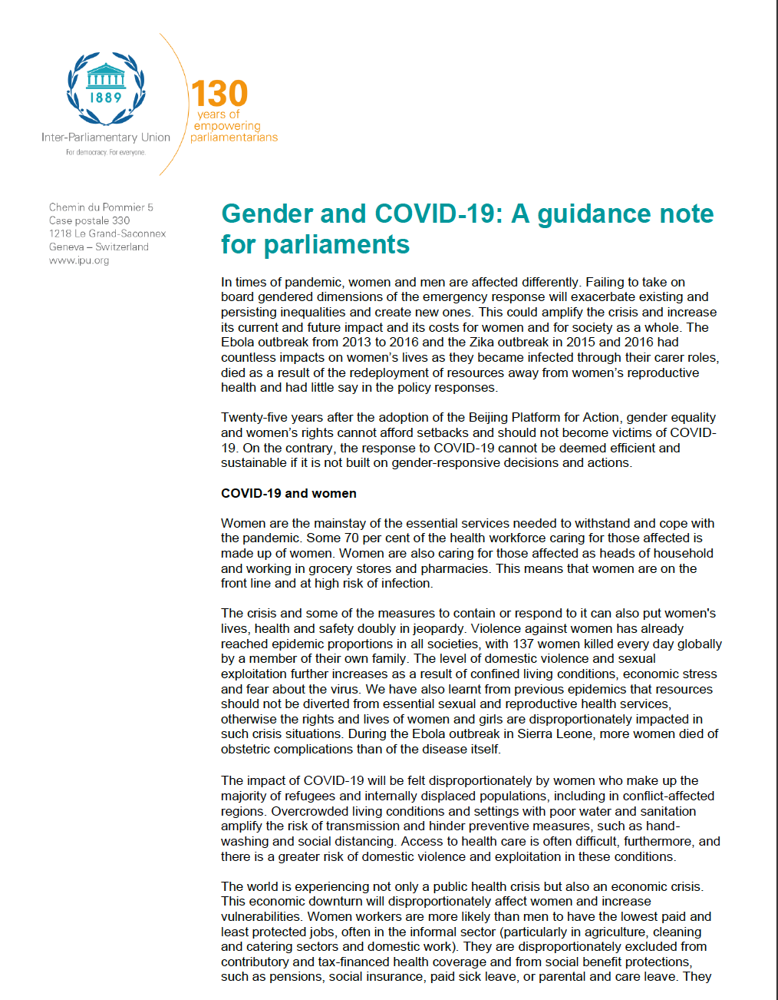 1889
Inter-Parliamentary Union
For democracy. For everyone.
130
years of
empowering
parliamentarians
Chemin du Pommier 5
Case postale 330
1218 Le Grand-Saconnex
Geneva – Switzerland
www.ipu.org
Gender and COVID-19: A guidance note
for parliaments
In times of pandemic, women and men are affected differently. Failing to take on
board gendered dimensions of the emergency response will exacerbate existing and
persisting inequalities and create new ones. This could amplify the crisis and increase
its current and future impact and its costs for women and for society as a whole. The
Ebola outbreak from 2013 to 2016 and the Zika outbreak in 2015 and 2016 had
countless impacts on women’s lives as they became infected through their carer roles,
died as a result of the redeployment of resources away from women’s reproductive
health and had little say in the policy responses.
Twenty-five years after the adoption of the Beijing Platform for Action, gender equality
and women’s rights cannot afford setbacks and should not become victims of COVID-
19. On the contrary, the response to COVID-19 cannot be deemed efficient and
sustainable if it is not built on gender-responsive decisions and actions.
COVID-19 and women
Women are the mainstay of the essential services needed to withstand and cope with
the pandemic. Some 70 per cent of the health workforce caring for those affected is
made up of women. Women are also caring for those affected as heads of household
and working in grocery stores and pharmacies. This means that women are on the
front line and at high risk of infection.
The crisis and some of the measures to contain or respond to it can also put women's
lives, health and safety doubly in jeopardy. Violence against women has already
reached epidemic proportions in all societies, with 137 women killed every day globally
by a member of their own family. The level of domestic violence and sexual
exploitation further increases as a result of confined living conditions, economic stress
and fear about the virus. We have also learnt from previous epidemics that resources
should not be diverted from essential sexual and reproductive health services,
otherwise the rights and lives of women and girls are disproportionately impacted in
such crisis situations. During the Ebola outbreak in Sierra Leone, more women died of
obstetric complications than of the disease itself.
The impact of COVID-19 will be felt disproportionately by women who make up the
majority of refugees and internally displaced populations, including in conflict-affected
regions. Overcrowded living conditions and settings with poor water and sanitation
amplify the risk of transmission and hinder preventive measures, such as hand-
washing and social distancing. Access to health care is often difficult, furthermore, and
there is a greater risk of domestic violence and exploitation in these conditions.
The world is experiencing not only a public health crisis but also an economic crisis.
This economic downturn will disproportionately affect women and increase
vulnerabilities. Women workers are more likely than men to have the lowest paid and
least protected jobs, often in the informal sector (particularly in agriculture, cleaning
and catering sectors and domestic work). They are disproportionately excluded from
contributory and tax-financed health coverage and from social benefit protections,
such as pensions, social insurance, paid sick leave, or parental and care leave. They